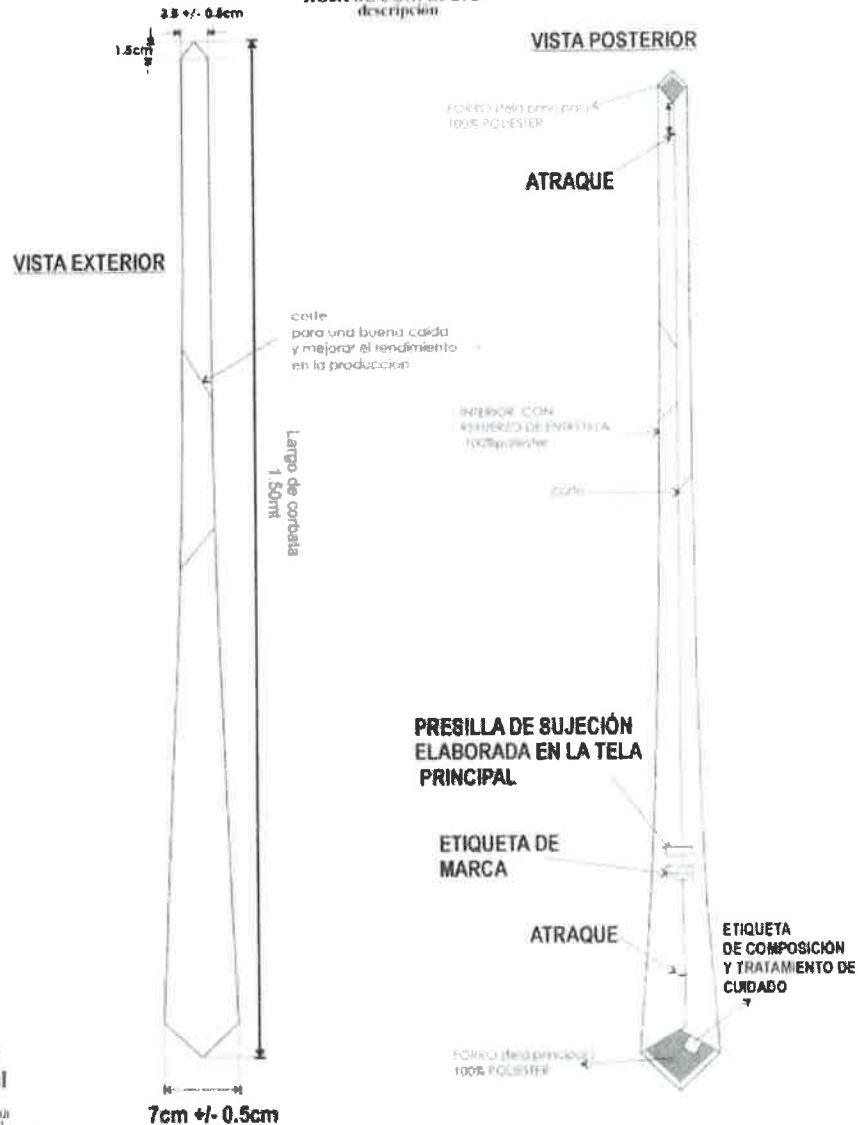 descripción
3.5 +/- 0.5cm
1.5cm
VISTA EXTERIOR
corte
para una buena caída
y mejorar el rendimiento
en la produccion
Largo de corbata
1.50mt
7cm +/- 0.5cm
VISTA POSTERIOR
FORRO (tela principal)
100% POLIESTER
ATRAQUE
INTERIOR CON
REFUERZO DE ENTRETELA
100%poliester
corte
PRESILLA DE SUJECIÓN
ELABORADA EN LA TELA
PRINCIPAL
ETIQUETA DE
MARCA
ATRAQUE
ETIQUETA
DE COMPOSICIÓN
Y TRATAMIENTO DE
CUIDADO
FORRO (tela principal)
100% POLIESTER